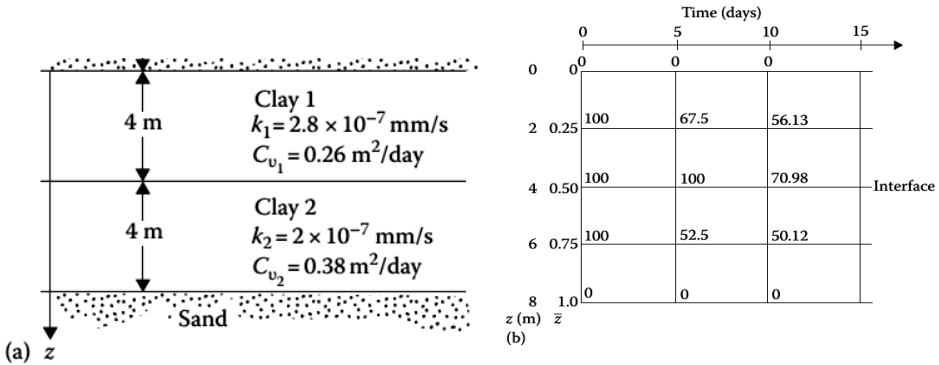 4 m
Clay 1
k₁ = 2.8 × 10⁻⁷ mm/s
Cᵥ₁ = 0.26 m²/day
4 m
Clay 2
k₂ = 2 × 10⁻⁷ mm/s
Cᵥ₂ = 0.38 m²/day
Sand
(a) z
Time (days)
0 5 10 15
0 0 0 0 0
2 0.25 100 67.5 56.13
4 0.50 100 100 70.98 Interface
6 0.75 100 52.5 50.12
8 1.0 0 0 0
z (m) z̄
(b)